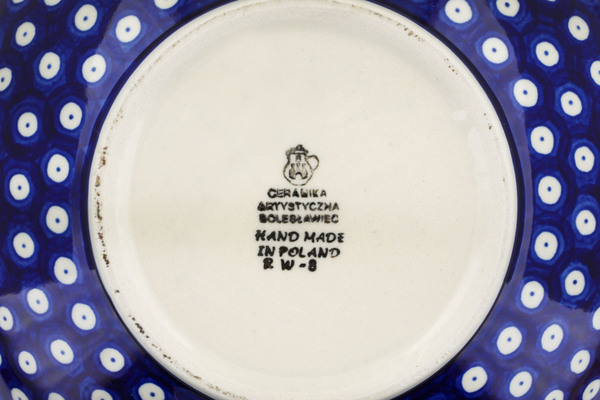 CERAMIKA
ARTYSTYCZNA
BOLESŁAWIEC
HAND MADE
IN POLAND
R W-8